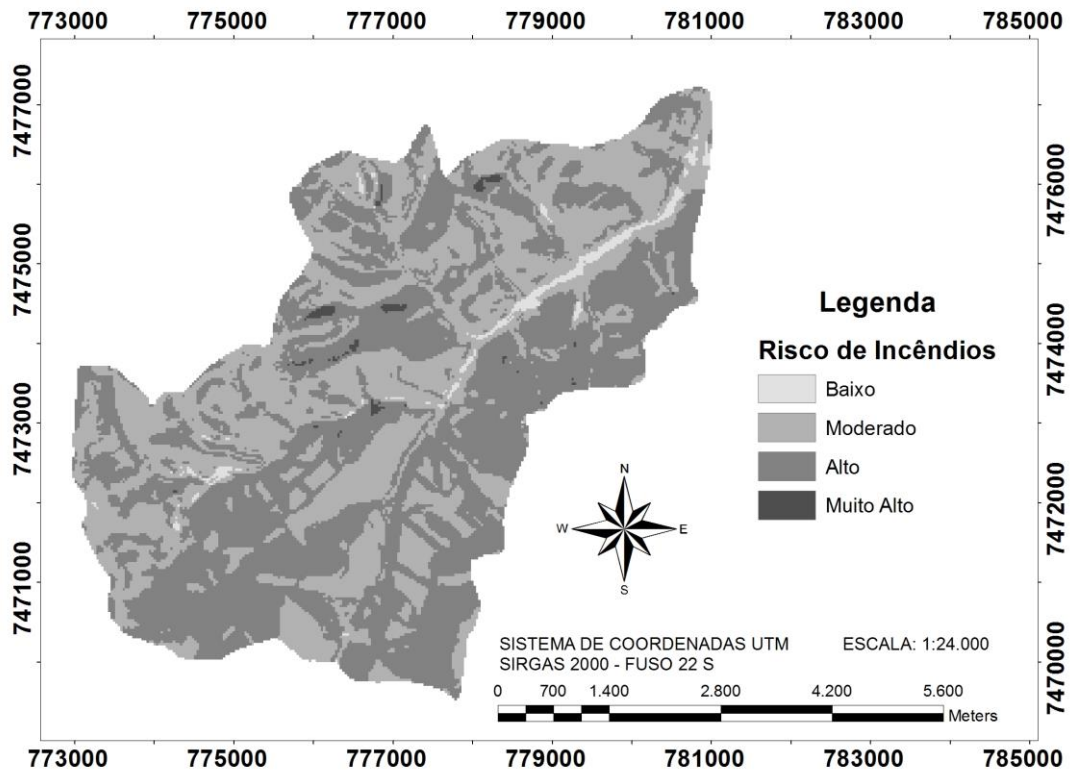 773000 775000 777000 779000 781000 783000 785000
7477000
7475000
7473000
7471000
7476000
7474000
7472000
7470000
Legenda
Risco de Incêndios
Baixo
Moderado
Alto
Muito Alto
N
W E
S
SISTEMA DE COORDENADAS UTM ESCALA: 1:24.000
SIRGAS 2000 - FUSO 22 S
0 700 1.400 2.800 4.200 5.600
Meters
773000 775000 777000 779000 781000 783000 785000